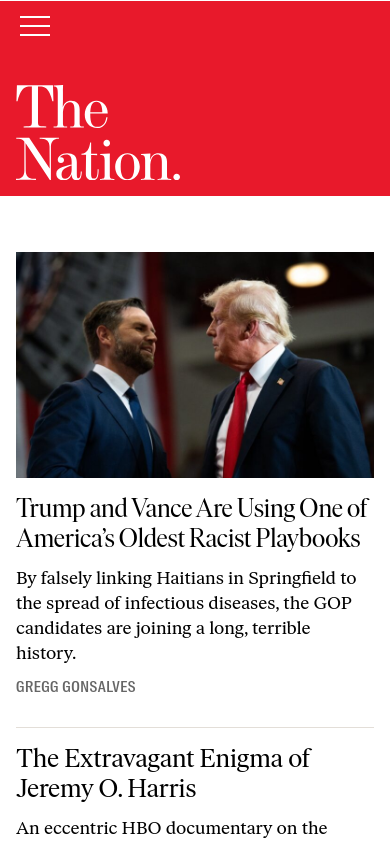 The
Nation.
Trump and Vance Are Using One of
America’s Oldest Racist Playbooks
By falsely linking Haitians in Springfield to
the spread of infectious diseases, the GOP
candidates are joining a long, terrible
history.
GREGG GONSALVES
The Extravagant Enigma of
Jeremy O. Harris
An eccentric HBO documentary on the